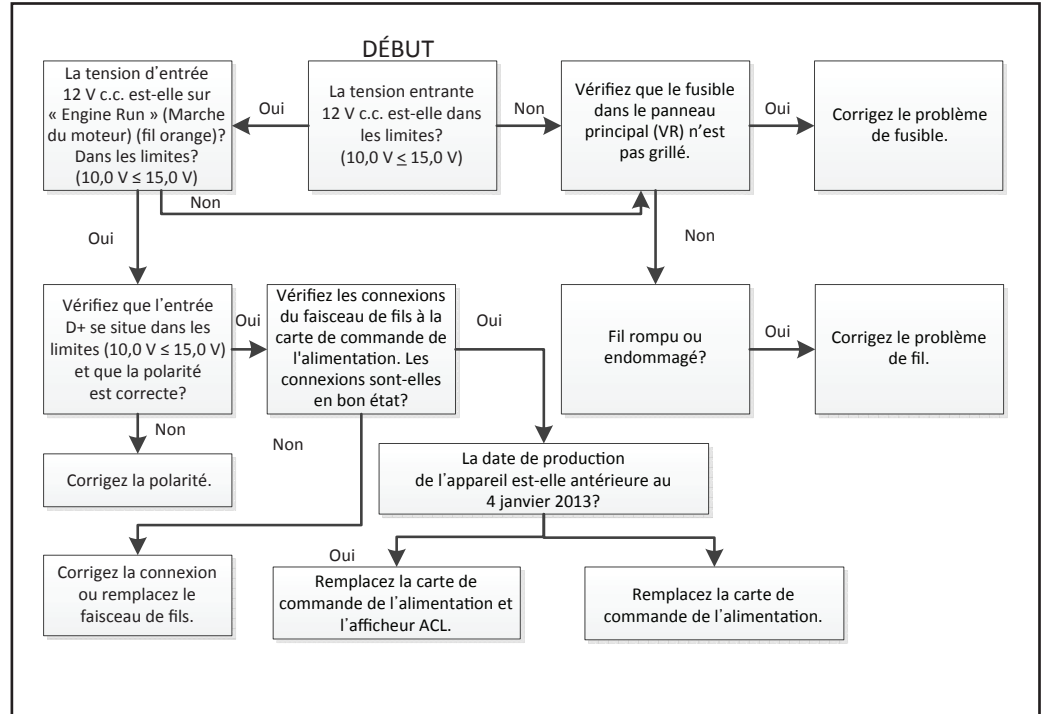 DÉBUT
La tension d'entrée
12 V c.c. est-elle sur
« Engine Run » (Marche
du moteur) (fil orange)?
Dans les limites?
(10,0 V ≤ 15,0 V)
Oui
La tension entrante
12 V c.c. est-elle dans
les limites?
(10,0 V ≤ 15,0 V)
Non
Vérifiez que le fusible
dans le panneau
principal (VR) n'est
pas grillé.
Oui
Corrigez le problème
de fusible.
Non
Oui
Non
Vérifiez que l'entrée
D+ se situe dans les
limites (10,0 V ≤ 15,0 V)
et que la polarité
est correcte?
Oui
Vérifiez les connexions
du faisceau de fils à la
carte de commande de
l'alimentation. Les
connexions sont-elles
en bon état?
Oui
Fil rompu ou
endommagé?
Oui
Corrigez le problème
de fil.
Non
Non
Corrigez la polarité.
La date de production
de l'appareil est-elle antérieure au
4 janvier 2013?
Oui
Corrigez la connexion
ou remplacez le
faisceau de fils.
Remplacez la carte de
commande de l'alimentation et
l'afficheur ACL.
Remplacez la carte de
commande de l'alimentation.